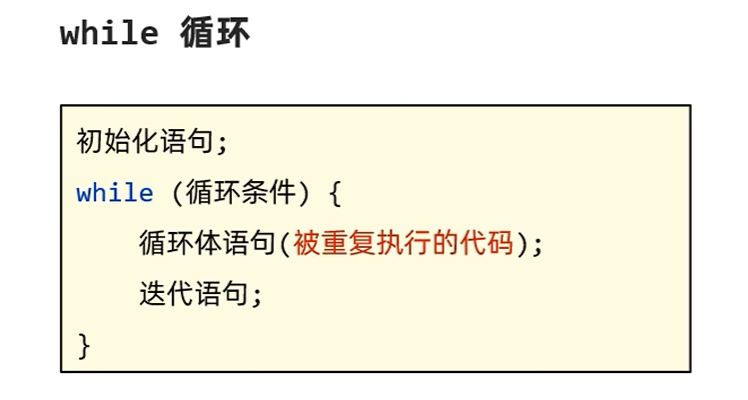 while 循环
初始化语句;
while (循环条件) {
循环体语句(被重复执行的代码);
迭代语句;
}